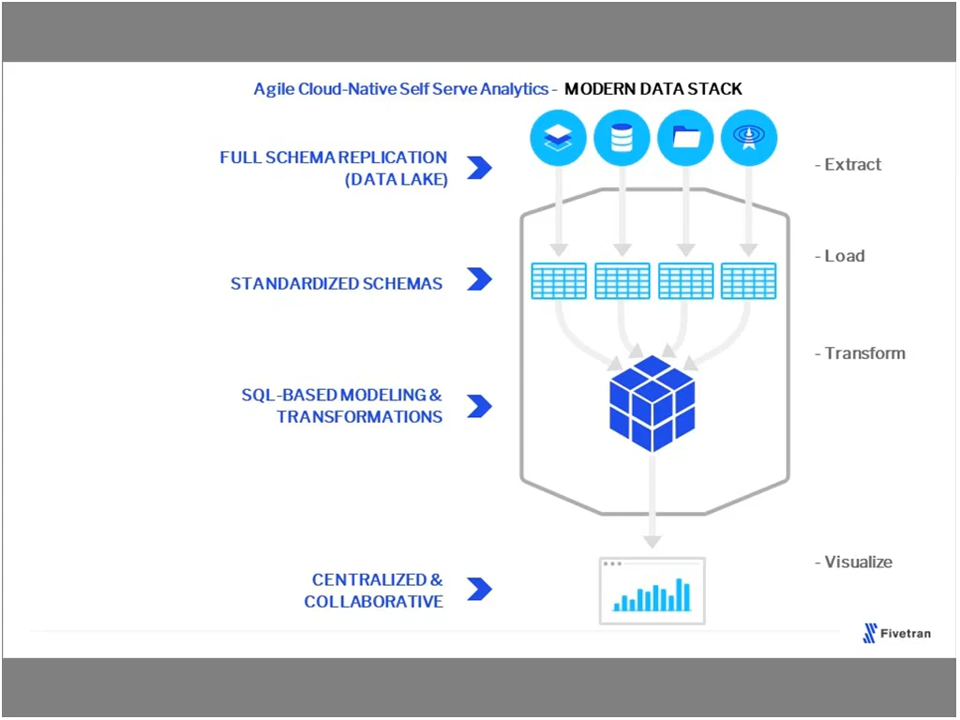 Agile Cloud-Native Self Serve Analytics - MODERN DATA STACK
FULL SCHEMA REPLICATION
(DATA LAKE)
- Extract
- Load
STANDARDIZED SCHEMAS
- Transform
SQL-BASED MODELING &
TRANSFORMATIONS
- Visualize
CENTRALIZED &
COLLABORATIVE
Fivetran